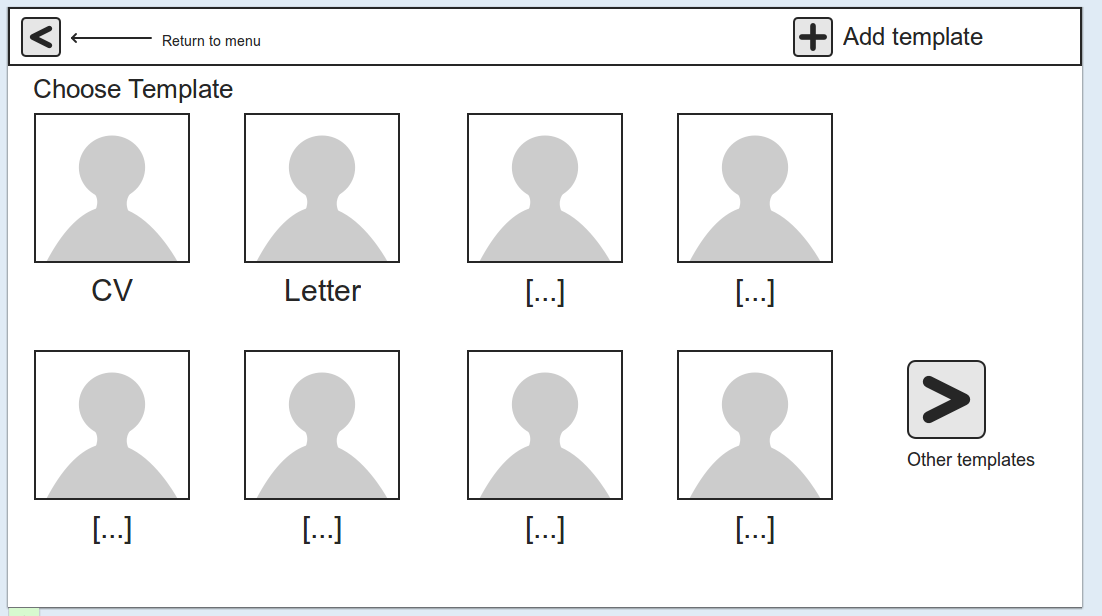 Return to menu
Add template
Choose Template
CV
Letter
[...]
[...]
[...]
[...]
[...]
[...]
Other templates